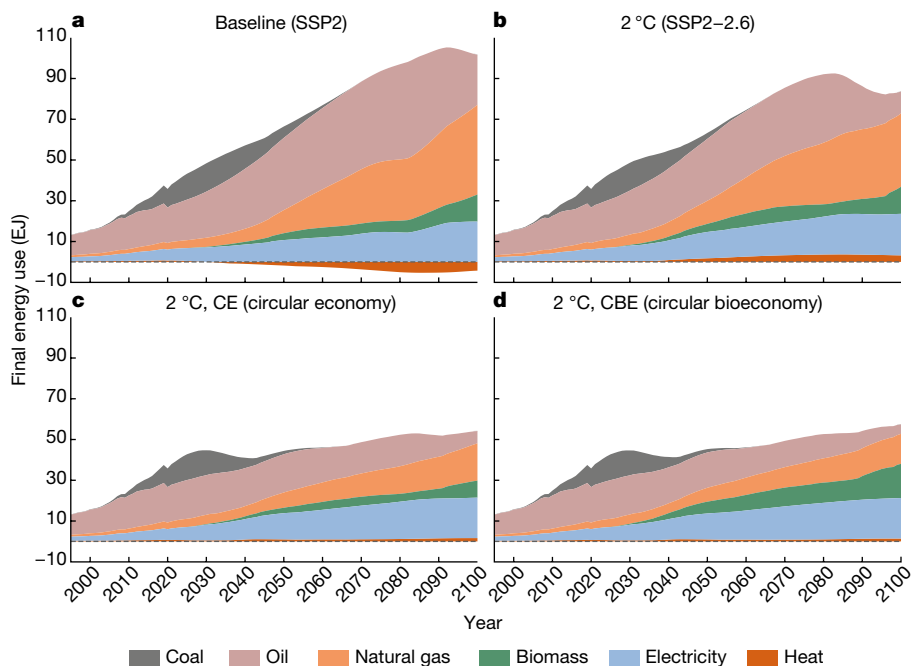 a Baseline (SSP2)
b 2 °C (SSP2–2.6)
110
90
70
50
30
10
−10
c 2 °C, CE (circular economy)
d 2 °C, CBE (circular bioeconomy)
110
90
70
50
30
10
−10
Final energy use (EJ)
2000 2010 2020 2030 2040 2050 2060 2070 2080 2090 2100
2000 2010 2020 2030 2040 2050 2060 2070 2080 2090 2100
Year
Coal Oil Natural gas Biomass Electricity Heat